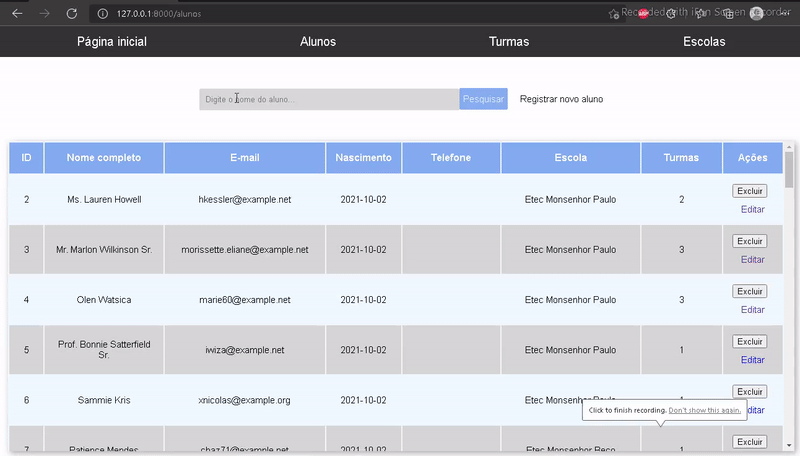 127.0.0.1:8000/alunos
Recorded with iFun Screen Recorder
Página inicial Alunos Turmas Escolas
Digite o nome do aluno... Pesquisar Registrar novo aluno
ID Nome completo E-mail Nascimento Telefone Escola Turmas Ações
2 Ms. Lauren Howell hkessler@example.net 2021-10-02 Etec Monsenhor Paulo 2 Excluir
Editar
3 Mr. Marlon Wilkinson Sr. morissette.eliane@example.net 2021-10-02 Etec Monsenhor Paulo 3 Excluir
Editar
4 Olen Watsica marie60@example.net 2021-10-02 Etec Monsenhor Paulo 3 Excluir
Editar
5 Prof. Bonnie Satterfield Sr. iwiza@example.net 2021-10-02 Etec Monsenhor Paulo 1 Excluir
Editar
6 Sammie Kris xnicolas@example.org 2021-10-02 Etec Monsenhor Paulo Excluir
Click to finish recording. Don't show this again.
7 Patience Mendes chaz71@example.net 2021-10-02 Etec Monsenhor Beco 1 Excluir